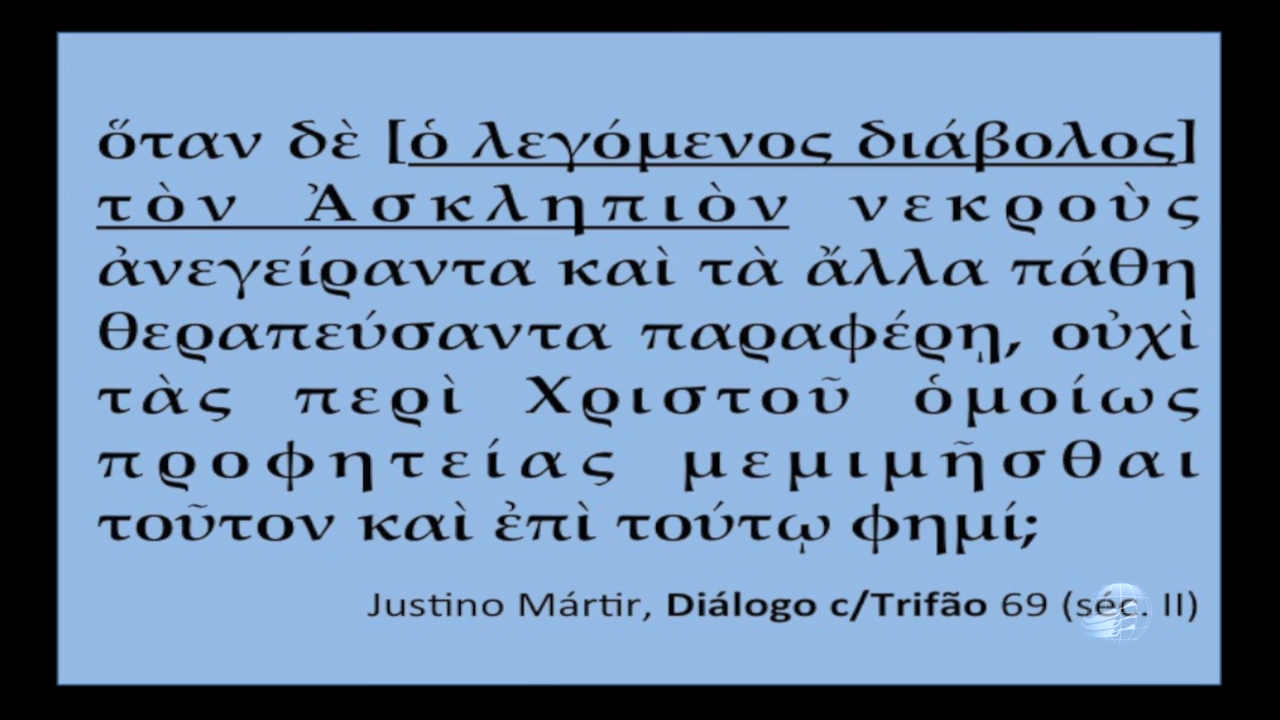 ὅταν δὲ [ὁ λεγόμενος διάβολος]
τὸν Ἀσκληπιὸν νεκροὺς
ἀνεγείραντα καὶ τὰ ἄλλα πάθη
θεραπεύσαντα παραφέρῃ, οὐχὶ
τὰς περὶ Χριστοῦ ὁμοίως
προφητείας μεμιμῆσθαι
τοῦτον καὶ ἐπὶ τούτῳ φημί;
Justino Mártir, Diálogo c/Trifão 69 (séc. II)